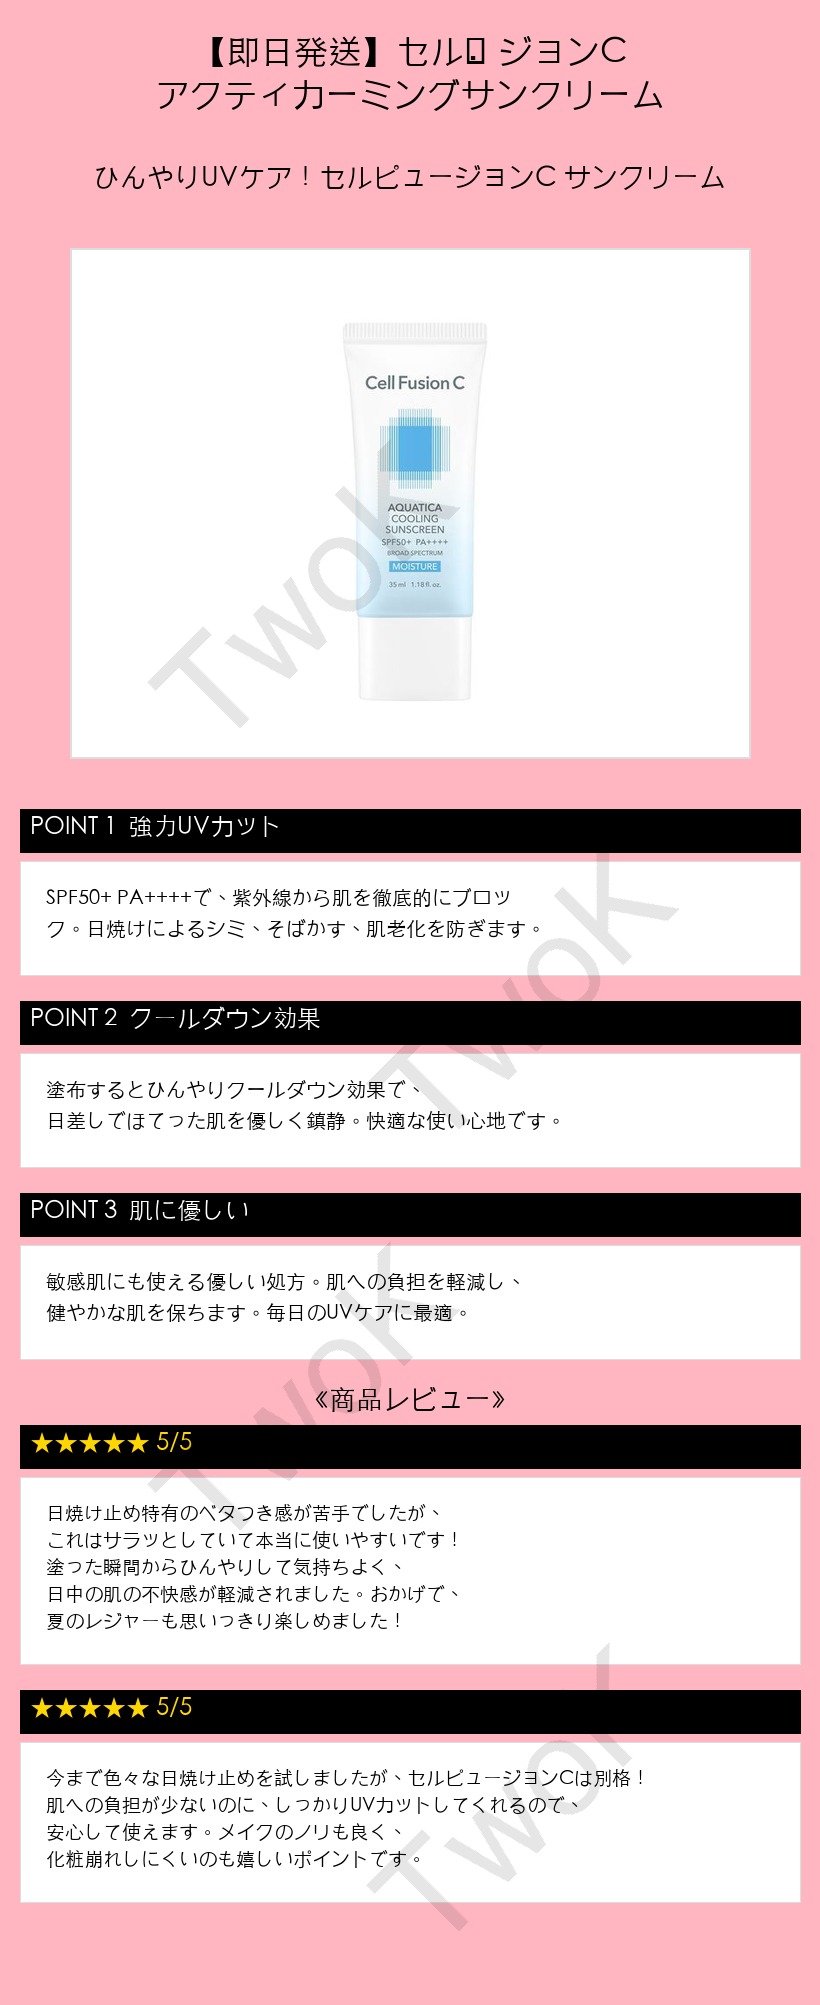 【即日発送】セル ジョンC
アクティカーミングサンクリーム
ひんやりUVケア！セルピュージョンC サンクリーム
Cell Fusion C
AQUATICA
COOLING
SUNSCREEN
SPF50+ PA++++
BROAD SPECTRUM
MOISTURE
35 ml 1.18 fl. oz.
TwoK
POINT 1 強力UVカット
SPF50+ PA++++で、紫外線から肌を徹底的にブロッ
ク。日焼けによるシミ、そばかす、肌老化を防ぎます。
TwoK
POINT 2 クールダウン効果
塗布するとひんやりクールダウン効果で、
日差しでほてった肌を優しく鎮静。快適な使い心地です。
POINT 3 肌に優しい
敏感肌にも使える優しい処方。肌への負担を軽減し、
健やかな肌を保ちます。毎日のUVケアに最適。
TwoK
《商品レビュー》
★★★★★ 5/5
日焼け止め特有のベタつき感が苦手でしたが、
これはサラッとしていて本当に使いやすいです！
塗った瞬間からひんやりして気持ちよく、
日中の肌の不快感が軽減されました。おかげで、
夏のレジャーも思いっきり楽しめました！
★★★★★ 5/5
今まで色々な日焼け止めを試しましたが、セルピュージョンCは別格！
肌への負担が少ないのに、しっかりUVカットしてくれるので、
安心して使えます。メイクのノリも良く、
化粧崩れしにくいのも嬉しいポイントです。
TwoK